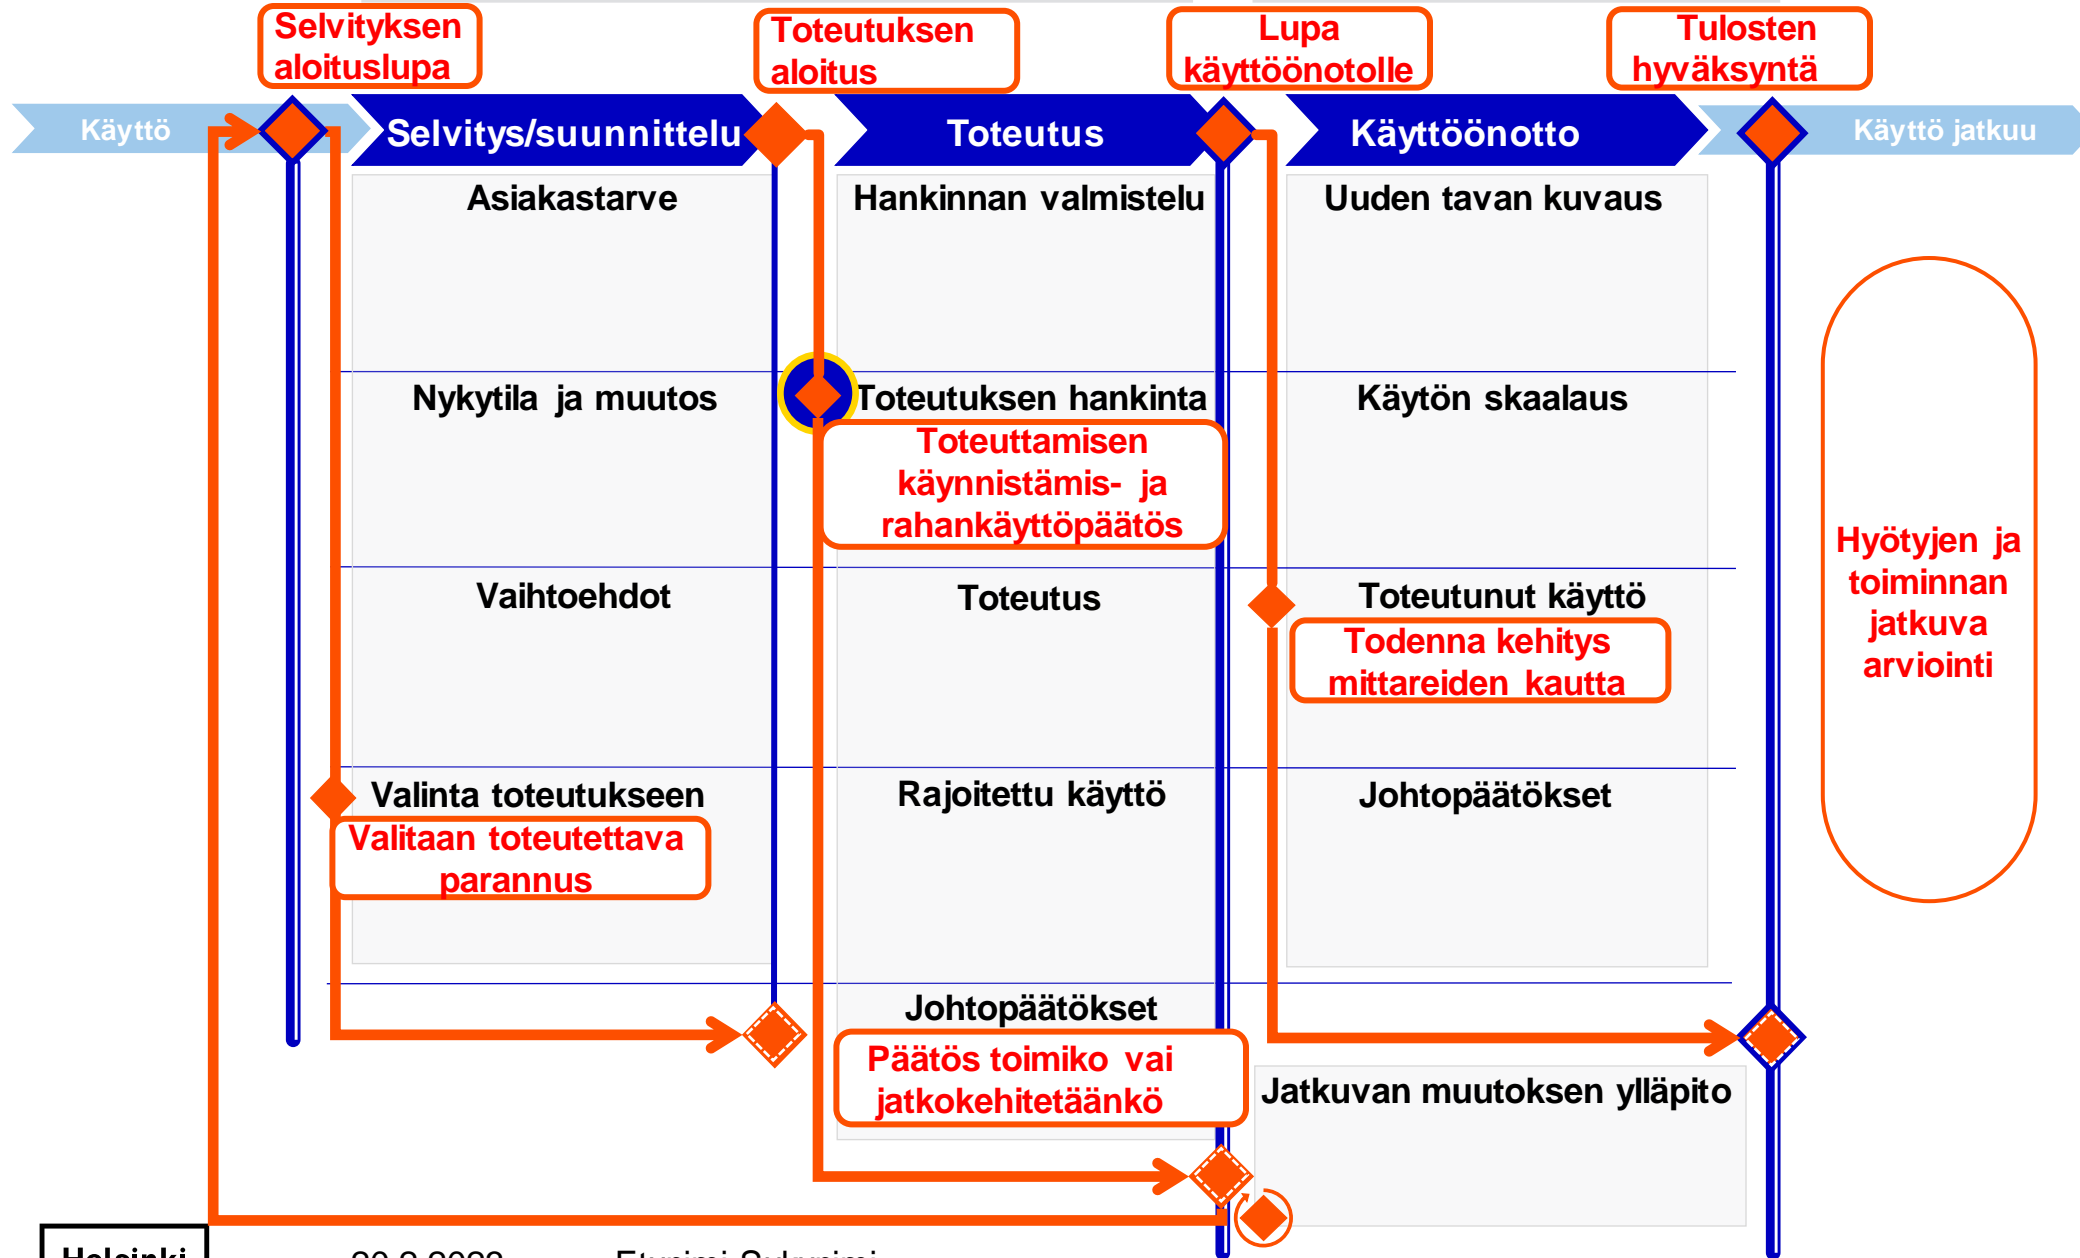 Selvityksen
aloituslupa
Toteutuksen
aloitus
Lupa
käyttöönotolle
Tulosten
hyväksyntä
Käyttö
Selvitys/suunnittelu
Toteutus
Käyttöönotto
Käyttö jatkuu
Asiakastarve
Hankinnan valmistelu
Uuden tavan kuvaus
Nykytila ja muutos
Toteutuksen hankinta
Käytön skaalaus
Toteuttamisen
käynnistämis- ja
rahankäyttöpäätös
Hyötyjen ja
toiminnan
jatkuva
arviointi
Vaihtoehdot
Toteutus
Toteutunut käyttö
Todenna kehitys
mittareiden kautta
Valinta toteutukseen
Valitaan toteutettava
parannus
Rajoitettu käyttö
Johtopäätökset
Johtopäätökset
Päätös toimiko vai
jatkokehitetäänkö
Jatkuvan muutoksen ylläpito
Helsinki
Etunimi Sukunimi